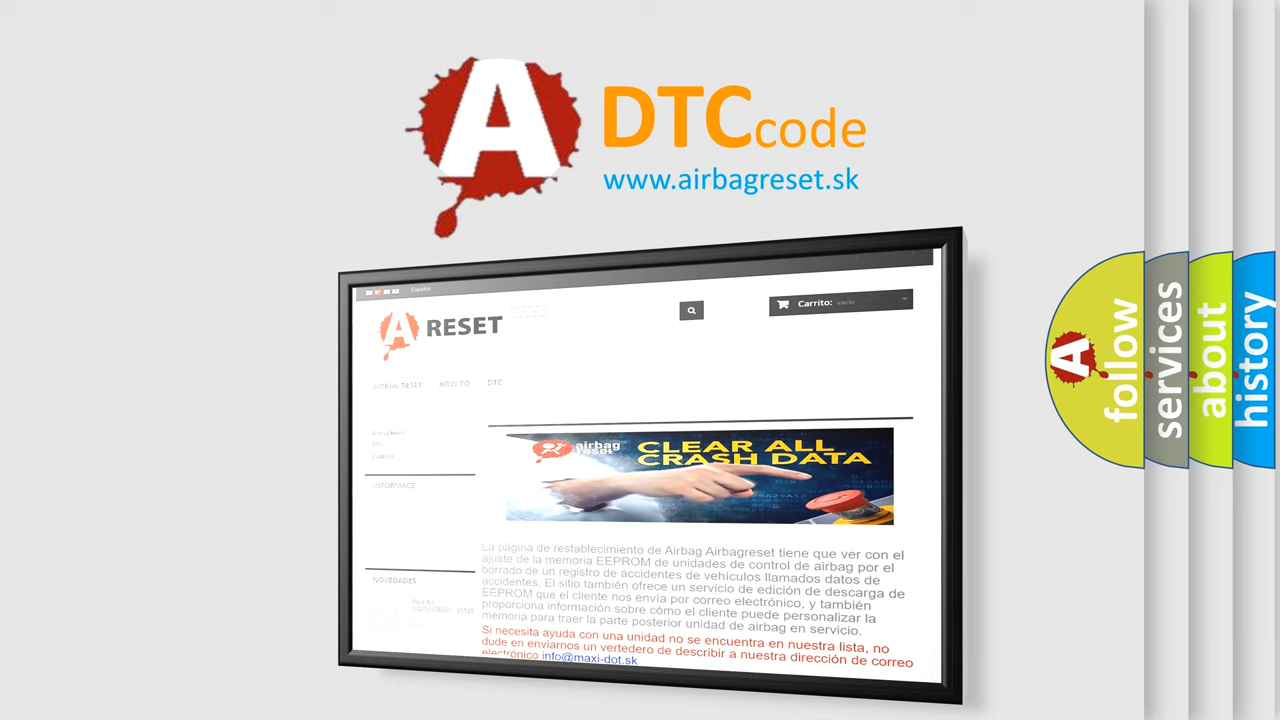 A DTCcode
www.airbagreset.sk
Español
A RESET
Carrito: vacío
AIRBAG RESET HOW TO DTC
INFORMACE
NOVEDADES
airbag
reset
CLEAR ALL
CRASH DATA
La página de restablecimiento de Airbag Airbagreset tiene que ver con el
ajuste de la memoria EEPROM de unidades de control de airbag por el
borrado de un registro de accidentes de vehículos llamados datos de
accidentes. El sitio también ofrece un servicio de edición de descarga de
EEPROM que el cliente nos envía por correo electrónico, y también
proporciona información sobre cómo el cliente puede personalizar la
memoria para traer la parte posterior unidad de airbag en servicio.
Si necesita ayuda con una unidad no se encuentra en nuestra lista, no
dude en enviarnos un vertedero de describir a nuestra dirección de correo
electrónico info@maxi-dot.sk
A
follow
services
about
history